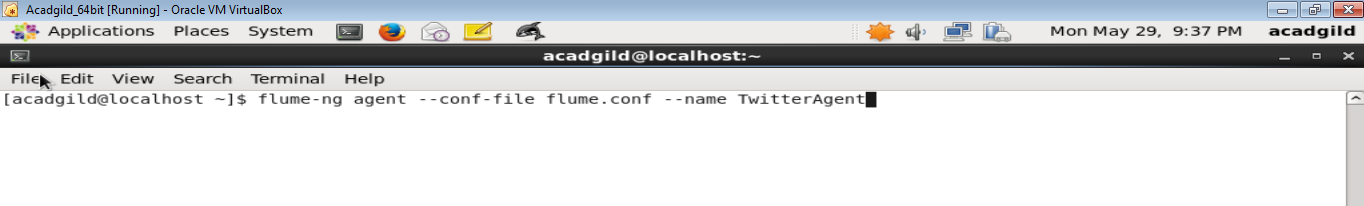 Acadgild_64bit [Running] - Oracle VM VirtualBox
Applications Places System Mon May 29, 9:37 PM acadgild
acadgild@localhost:~
File Edit View Search Terminal Help
[acadgild@localhost ~]$ flume-ng agent --conf-file flume.conf --name TwitterAgent